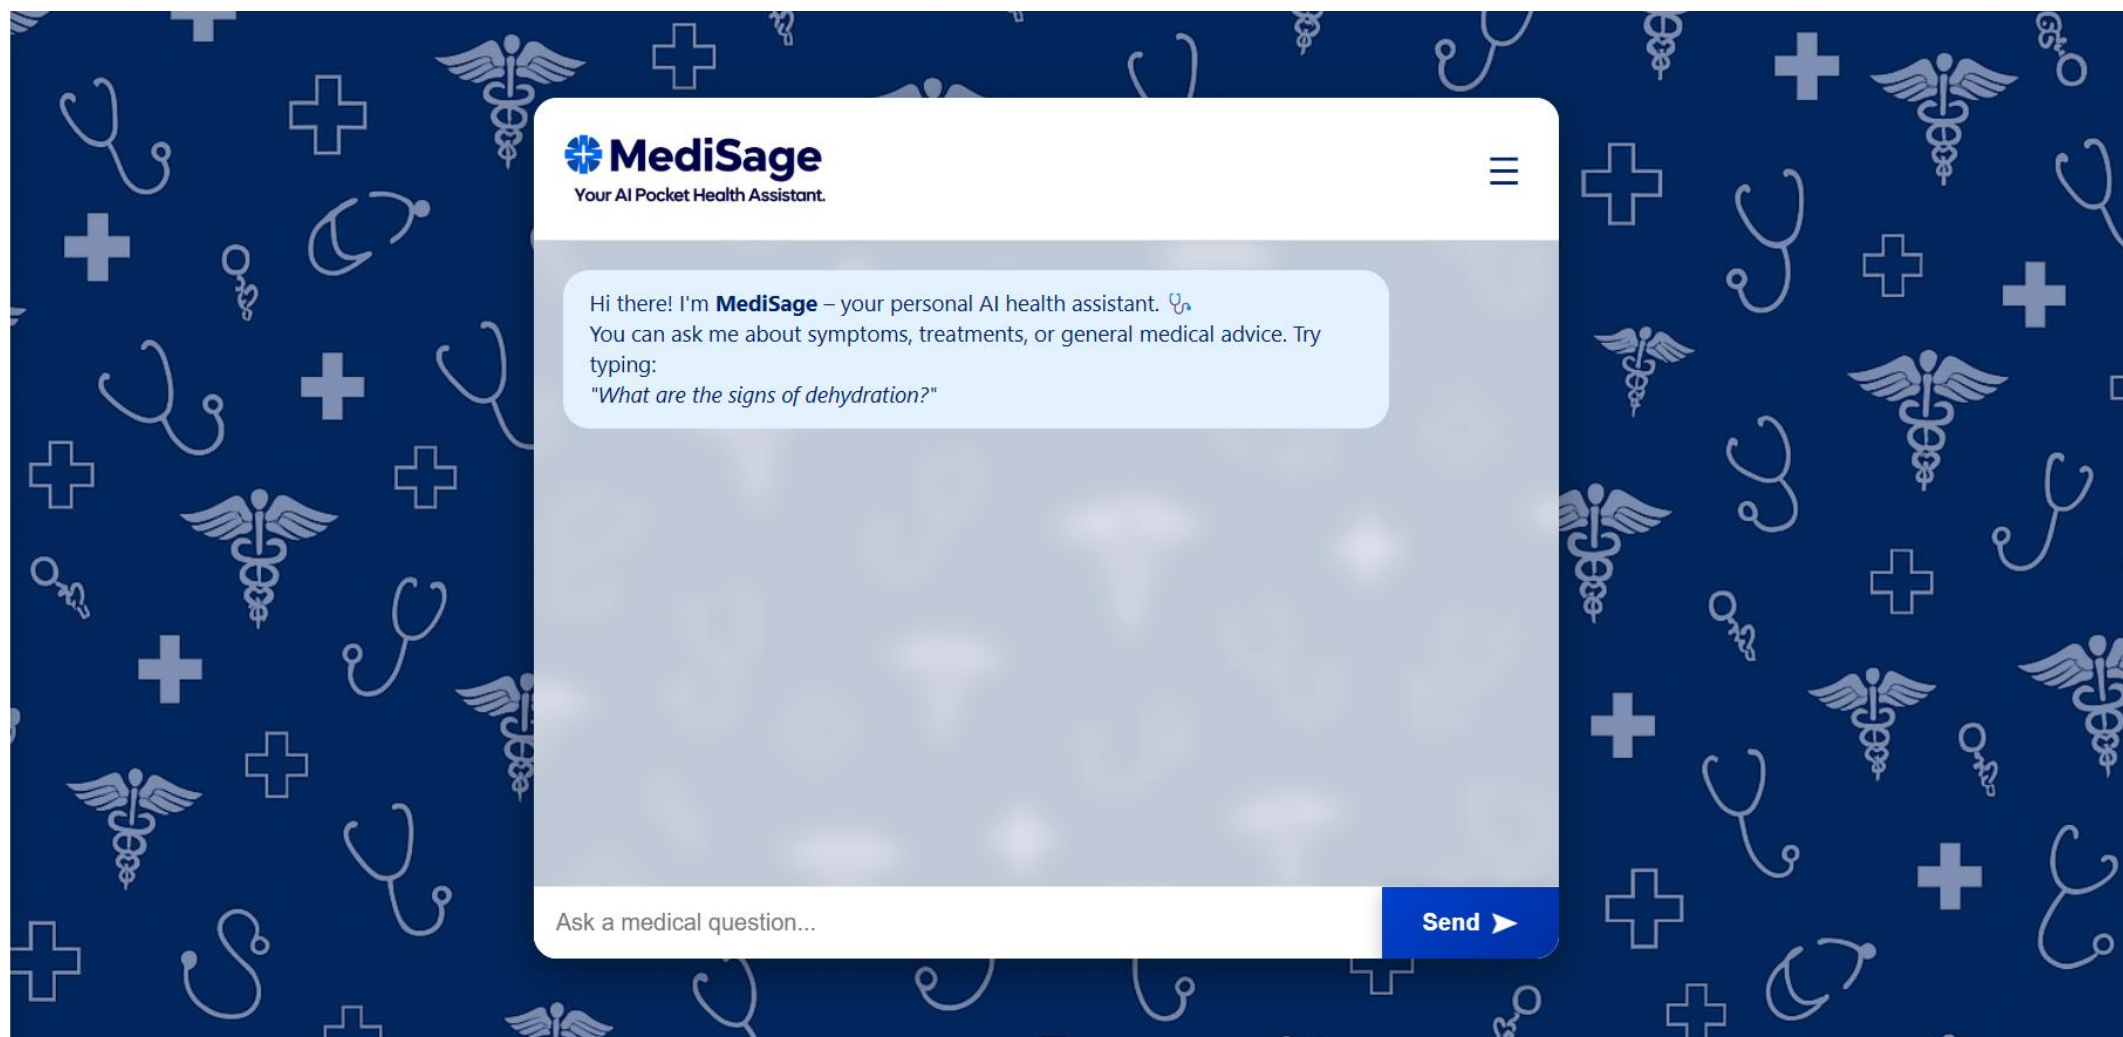 MediSage
Your AI Pocket Health Assistant.
Hi there! I'm MediSage – your personal AI health assistant. 🩺
You can ask me about symptoms, treatments, or general medical advice. Try
typing:
"What are the signs of dehydration?"
Ask a medical question...
Send